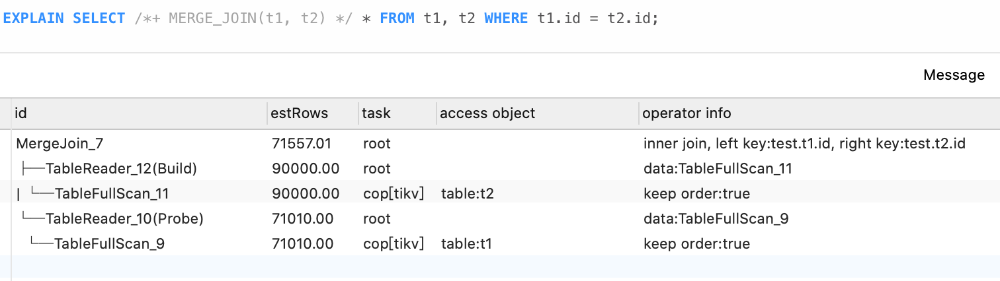 EXPLAIN SELECT /*+ MERGE_JOIN(t1, t2) */ * FROM t1, t2 WHERE t1.id = t2.id;
Message
id estRows task access object operator info
MergeJoin_7 71557.01 root inner join, left key:test.t1.id, right key:test.t2.id
├──TableReader_12(Build) 90000.00 root data:TableFullScan_11
| └──TableFullScan_11 90000.00 cop[tikv] table:t2 keep order:true
└──TableReader_10(Probe) 71010.00 root data:TableFullScan_9
└──TableFullScan_9 71010.00 cop[tikv] table:t1 keep order:true